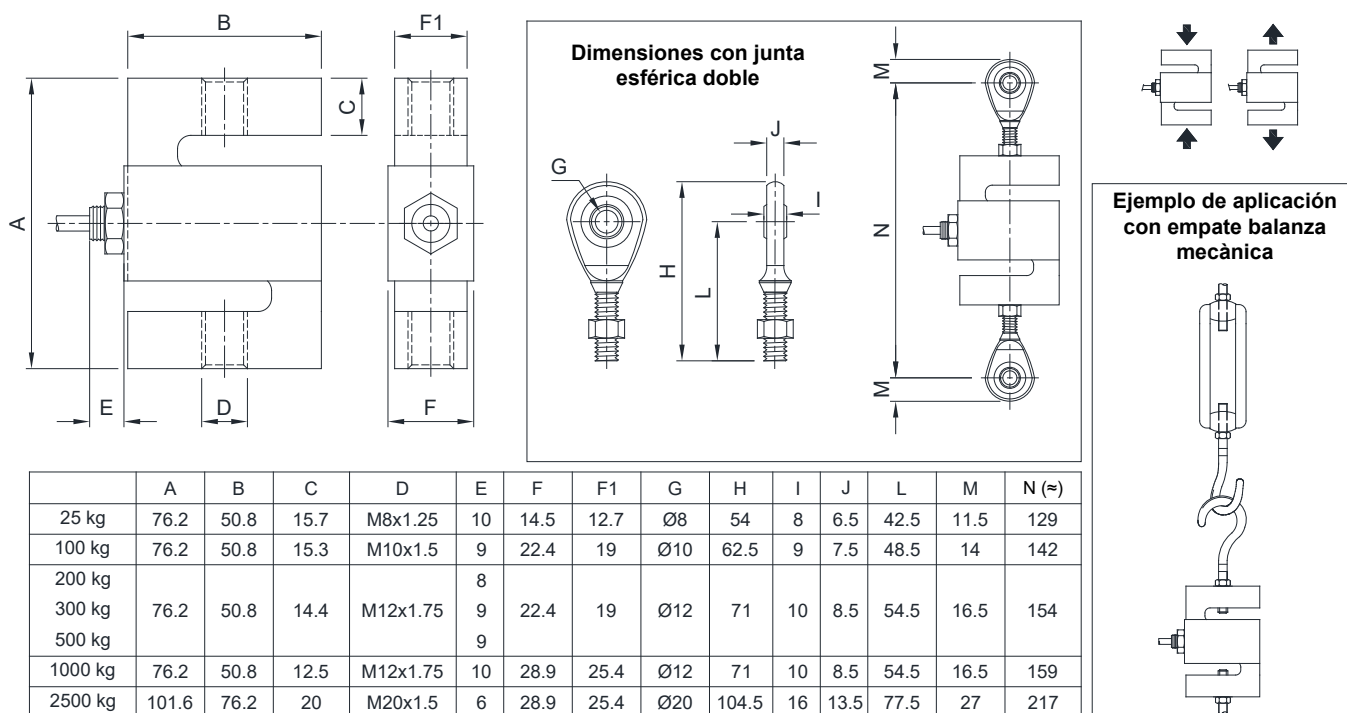 B
F1
A
C
E
D
F
Dimensiones con junta
esférica doble
G
J
H
I
L
M
N
M
Ejemplo de aplicación
con empate balanza
mecànica
A B C D E F F1 G H I J L M N (≈)
25 kg 76.2 50.8 15.7 M8x1.25 10 14.5 12.7 Ø8 54 8 6.5 42.5 11.5 129
100 kg 76.2 50.8 15.3 M10x1.5 9 22.4 19 Ø10 62.5 9 7.5 48.5 14 142
200 kg 8
300 kg 76.2 50.8 14.4 M12x1.75 9 22.4 19 Ø12 71 10 8.5 54.5 16.5 154
500 kg 9
1000 kg 76.2 50.8 12.5 M12x1.75 10 28.9 25.4 Ø12 71 10 8.5 54.5 16.5 159
2500 kg 101.6 76.2 20 M20x1.5 6 28.9 25.4 Ø20 104.5 16 13.5 77.5 27 217